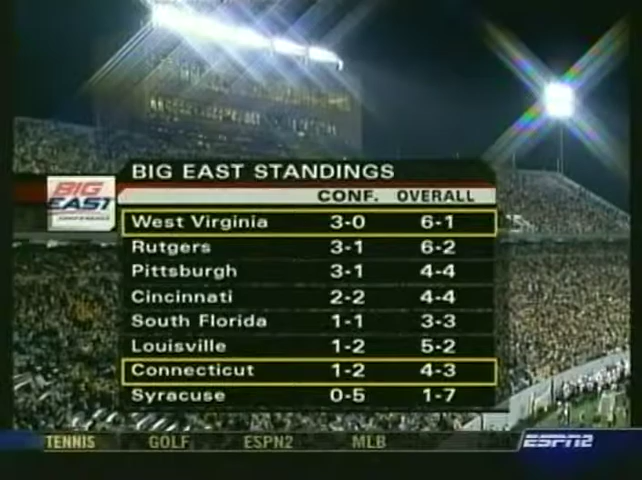 BIG EAST STANDINGS
BIG EAST CONFERENCE
CONF. OVERALL
West Virginia 3-0 6-1
Rutgers 3-1 6-2
Pittsburgh 3-1 4-4
Cincinnati 2-2 4-4
South Florida 1-1 3-3
Louisville 1-2 5-2
Connecticut 1-2 4-3
Syracuse 0-5 1-7
TENNIS GOLF ESPN2 MLB
ESPN2